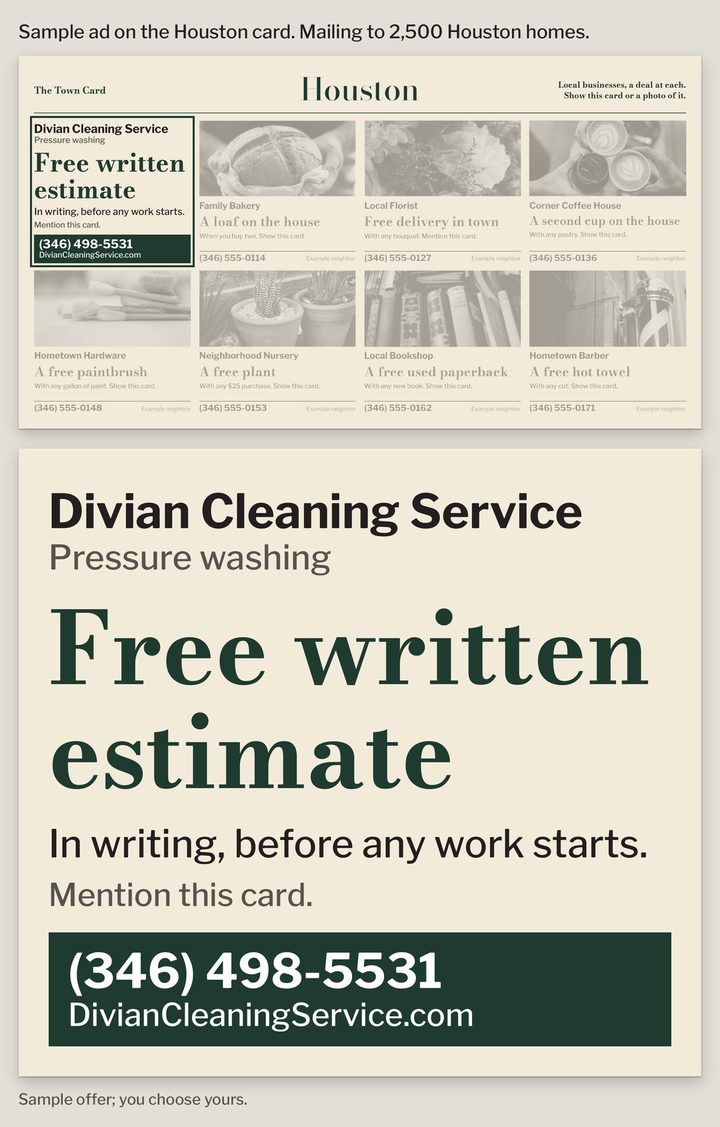 Sample ad on the Houston card. Mailing to 2,500 Houston homes.
The Town Card
Houston
Local businesses, a deal at each.
Show this card or a photo of it.
Divian Cleaning Service
Pressure washing
Free written
estimate
In writing, before any work starts.
Mention this card.
(346) 498-5531
DivianCleaningService.com
Family Bakery
A loaf on the house
When you buy two. Show this card.
(346) 555-0114
Example neighbor
Local Florist
Free delivery in town
With any bouquet. Mention this card.
(346) 555-0127
Example neighbor
Corner Coffee House
A second cup on the house
With any pastry. Show this card.
(346) 555-0136
Example neighbor
Hometown Hardware
A free paintbrush
With any gallon of paint. Show this card.
(346) 555-0148
Example neighbor
Neighborhood Nursery
A free plant
With any $25 purchase. Show this card.
(346) 555-0153
Example neighbor
Local Bookshop
A free used paperback
With any new book. Show this card.
(346) 555-0162
Example neighbor
Hometown Barber
A free hot towel
With any cut. Show this card.
(346) 555-0171
Example neighbor
Divian Cleaning Service
Pressure washing
Free written
estimate
In writing, before any work starts.
Mention this card.
(346) 498-5531
DivianCleaningService.com
Sample offer; you choose yours.